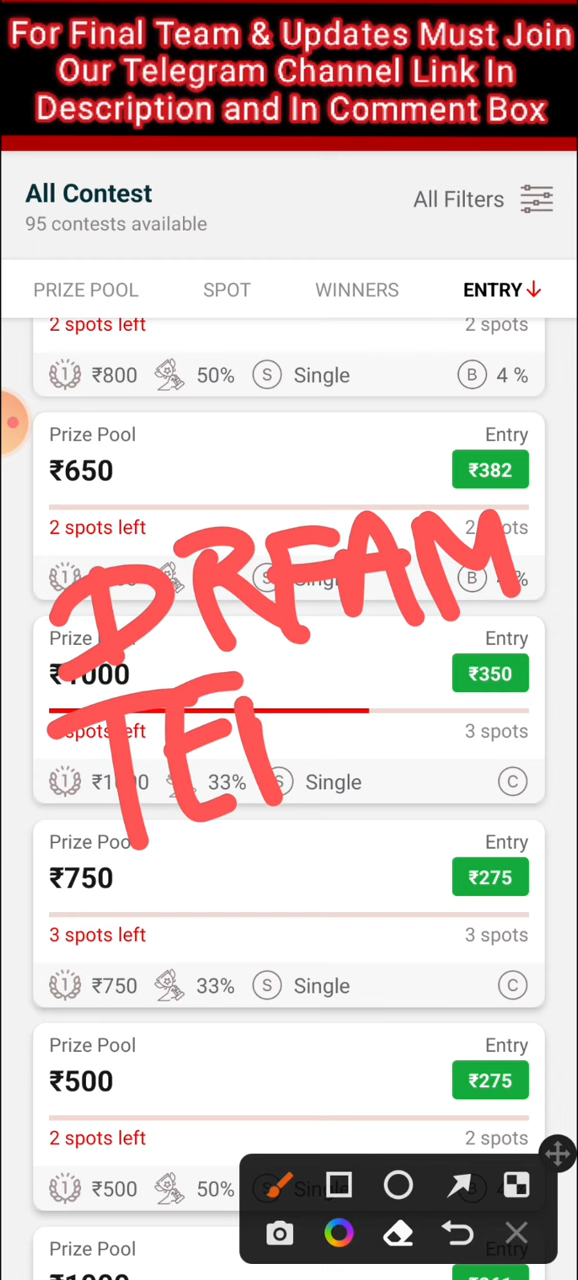 For Final Team & Updates Must Join
Our Telegram Channel Link In
Description and In Comment Box
All Contest
All Filters
95 contests available
PRIZE POOL SPOT WINNERS ENTRY
2 spots left 2 spots
₹800 50% S Single B 4 %
Prize Pool Entry
₹650 ₹382
2 spots left
DREAM
B
Entry
₹1000 ₹350
TEI
spots left 3 spots
33% Single C
Prize Pool Entry
₹750 ₹275
3 spots left 3 spots
₹750 33% S Single C
Prize Pool Entry
₹500 ₹275
2 spots left 2 spots
₹500 50%
Prize Pool Entry